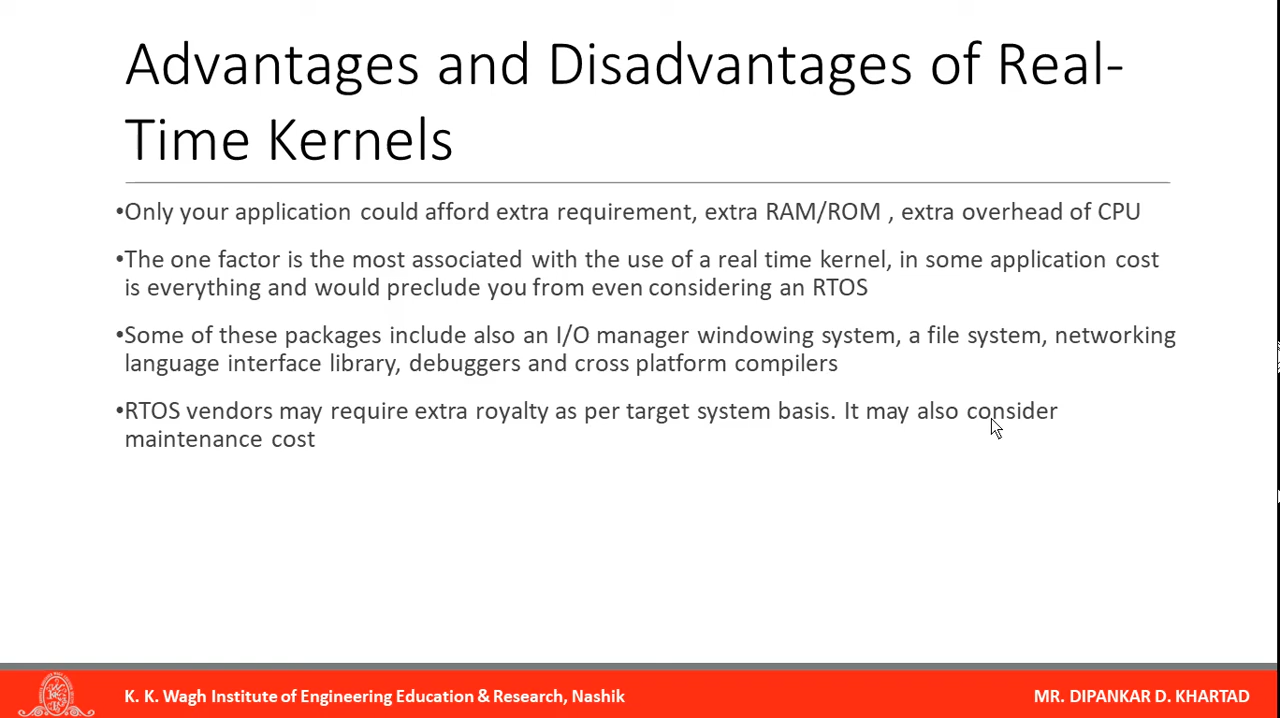 Advantages and Disadvantages of Real-
Time Kernels
•Only your application could afford extra requirement, extra RAM/ROM , extra overhead of CPU
•The one factor is the most associated with the use of a real time kernel, in some application cost
is everything and would preclude you from even considering an RTOS
•Some of these packages include also an I/O manager windowing system, a file system, networking
language interface library, debuggers and cross platform compilers
•RTOS vendors may require extra royalty as per target system basis. It may also consider
maintenance cost
K. K. Wagh Institute of Engineering Education & Research, Nashik
MR. DIPANKAR D. KHARTAD